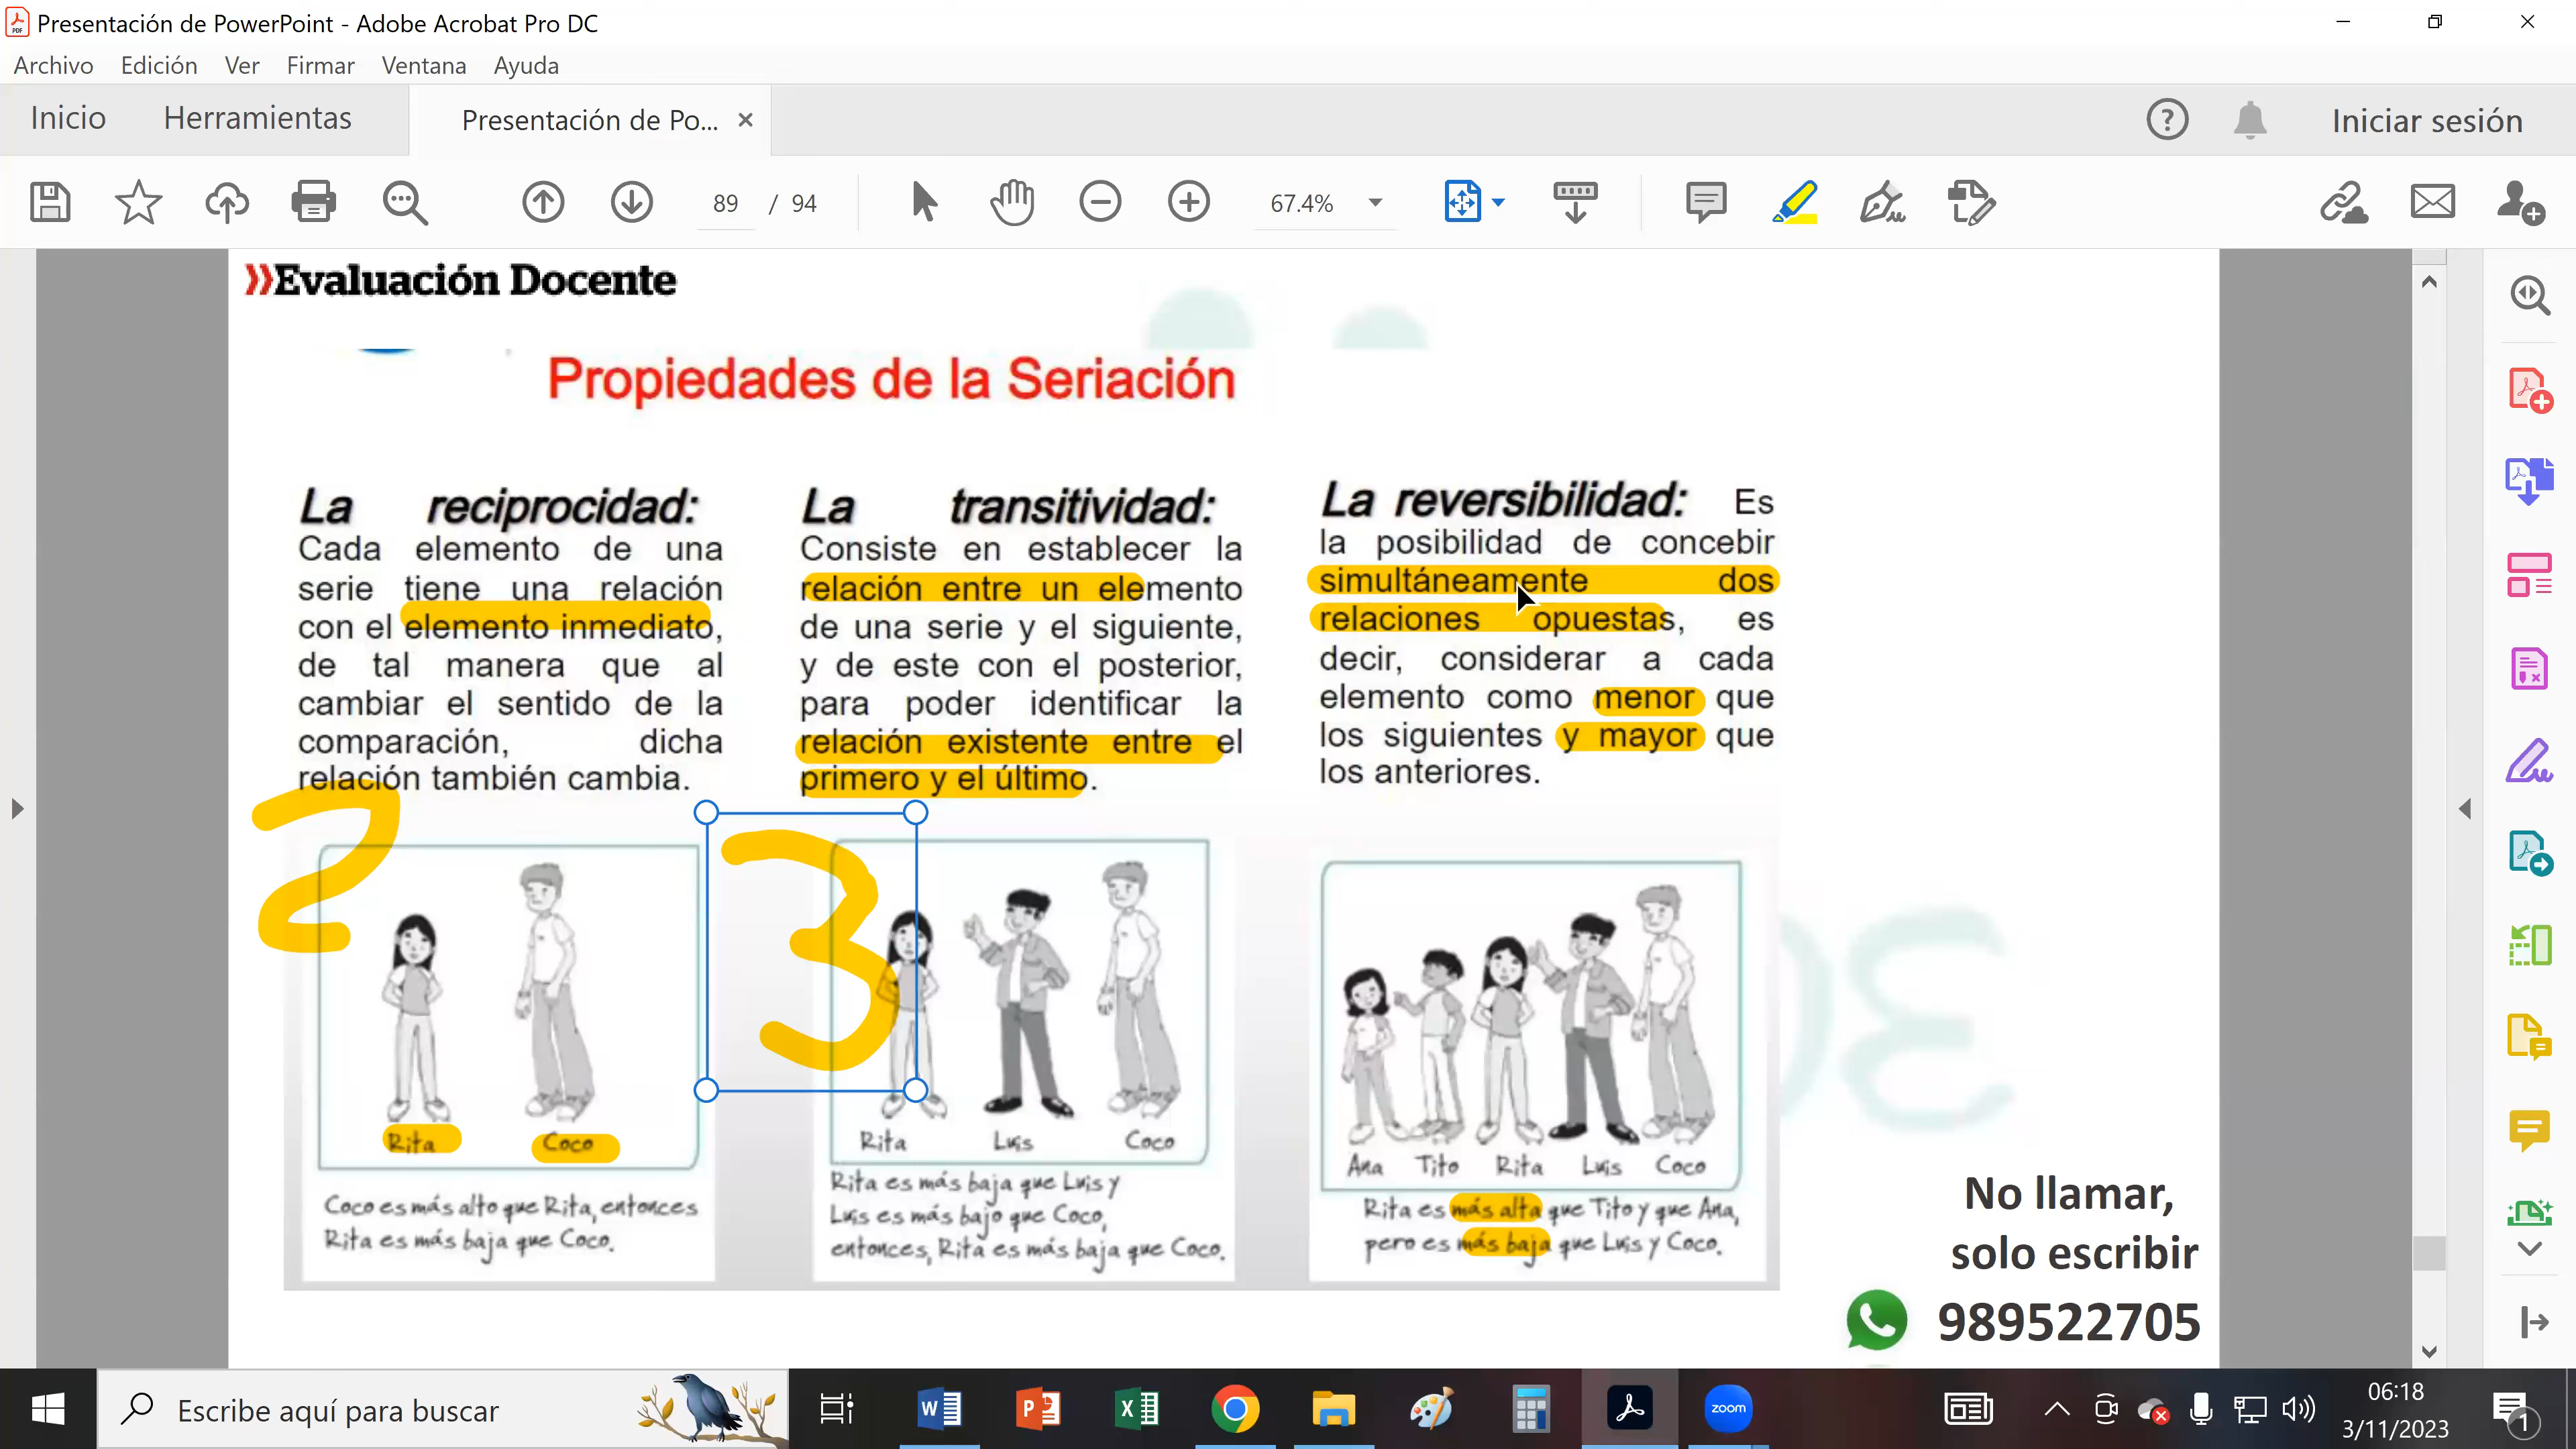 Presentación de PowerPoint - Adobe Acrobat Pro DC
Archivo Edición Ver Firmar Ventana Ayuda
Inicio Herramientas Presentación de Po... × Iniciar sesión
89 / 94 67.4%
»Evaluación Docente
Propiedades de la Seriación
La reciprocidad:
Cada elemento de una
serie tiene una relación
con el elemento inmediato,
de tal manera que al
cambiar el sentido de la
comparación, dicha
relación también cambia.
La transitividad:
Consiste en establecer la
relación entre un elemento
de una serie y el siguiente,
y de este con el posterior,
para poder identificar la
relación existente entre el
primero y el último.
La reversibilidad: Es
la posibilidad de concebir
simultáneamente dos
relaciones opuestas, es
decir, considerar a cada
elemento como menor que
los siguientes y mayor que
los anteriores.
2
Rita Coco
Coco es más alto que Rita, entonces
Rita es más baja que Coco.
3
Rita Luis Coco
Rita es más baja que Luis y
Luis es más bajo que Coco,
entonces, Rita es más baja que Coco.
Ana Tito Rita Luis Coco
Rita es más alta que Tito y que Ana,
pero es más baja que Luis y Coco.
No llamar,
solo escribir
989522705
Escribe aquí para buscar
zoom
06:18
3/11/2023
1